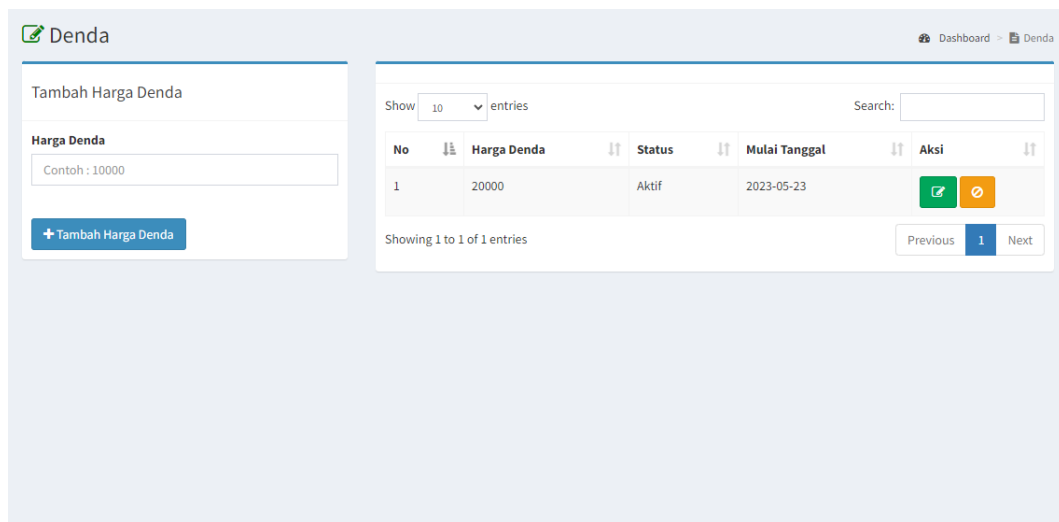 Denda
Dashboard > Denda
Tambah Harga Denda
Harga Denda
Contoh : 10000
Tambah Harga Denda
Show 10 entries
Search:
No Harga Denda Status Mulai Tanggal Aksi
1 20000 Aktif 2023-05-23
Showing 1 to 1 of 1 entries
Previous 1 Next